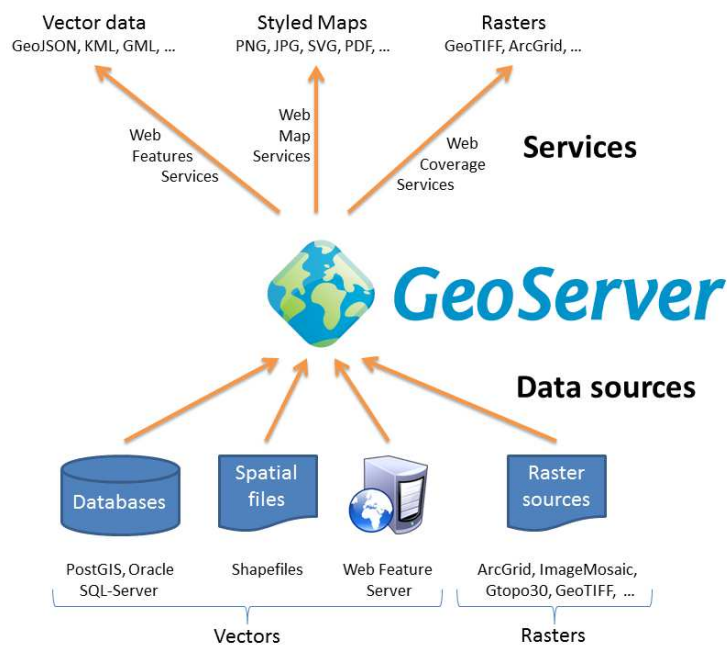 Vector data
GeoJSON, KML, GML, ...
Styled Maps
PNG, JPG, SVG, PDF, ...
Rasters
GeoTIFF, ArcGrid, ...
Web
Features
Services
Web
Map
Services
Web
Coverage
Services
Services
GeoServer
Data sources
Databases
Spatial
files
Raster
sources
PostGIS, Oracle
SQL-Server
Shapefiles
Web Feature
Server
ArcGrid, ImageMosaic,
Gtopo30, GeoTIFF, ...
Vectors
Rasters